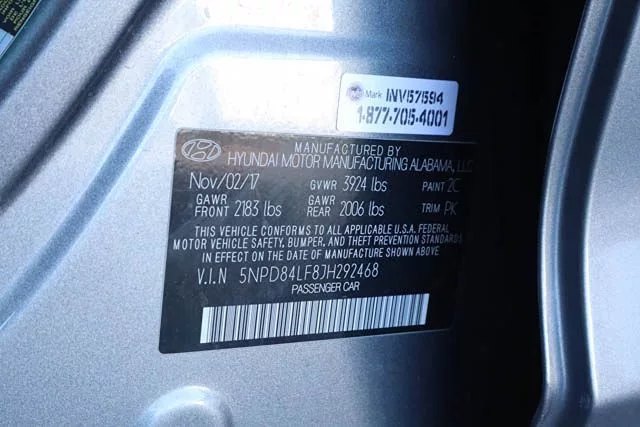 Mark INV57594
1-877-705-4001
MANUFACTURED BY
HYUNDAI MOTOR MANUFACTURING ALABAMA, LLC
Nov/02/17 GVWR 3924 lbs PAINT 2C
GAWR FRONT 2183 lbs GAWR REAR 2006 lbs TRIM PK
THIS VEHICLE CONFORMS TO ALL APPLICABLE U.S.A. FEDERAL
MOTOR VEHICLE SAFETY, BUMPER, AND THEFT PREVENTION STANDARDS
IN EFFECT ON THE DATE OF MANUFACTURE SHOWN ABOVE.
V.I.N 5NPD84LF8JH292468
PASSENGER CAR